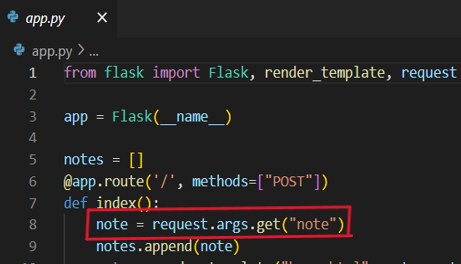 app.py
app.py > ...
1 from flask import Flask, render_template, request
2
3 app = Flask(__name__)
4
5 notes = []
6 @app.route('/', methods=["POST"])
7 def index():
8 note = request.args.get("note")
9 notes.append(note)